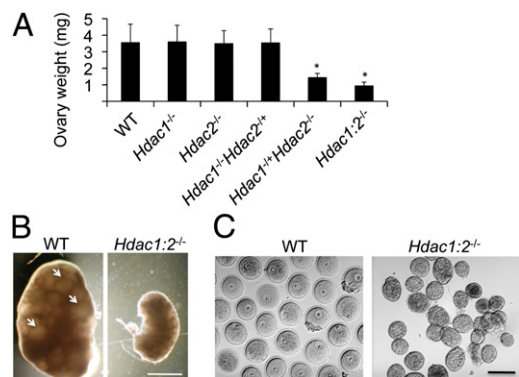 A
Ovary weight (mg)
5
4
3
2
1
*
*
WT
Hdac1-/-
Hdac2-/-
Hdac1-/-Hdac2-/+
Hdac1-/+Hdac2-/-
Hdac1:2-/-
B
WT
Hdac1:2-/-
C
WT
Hdac1:2-/-